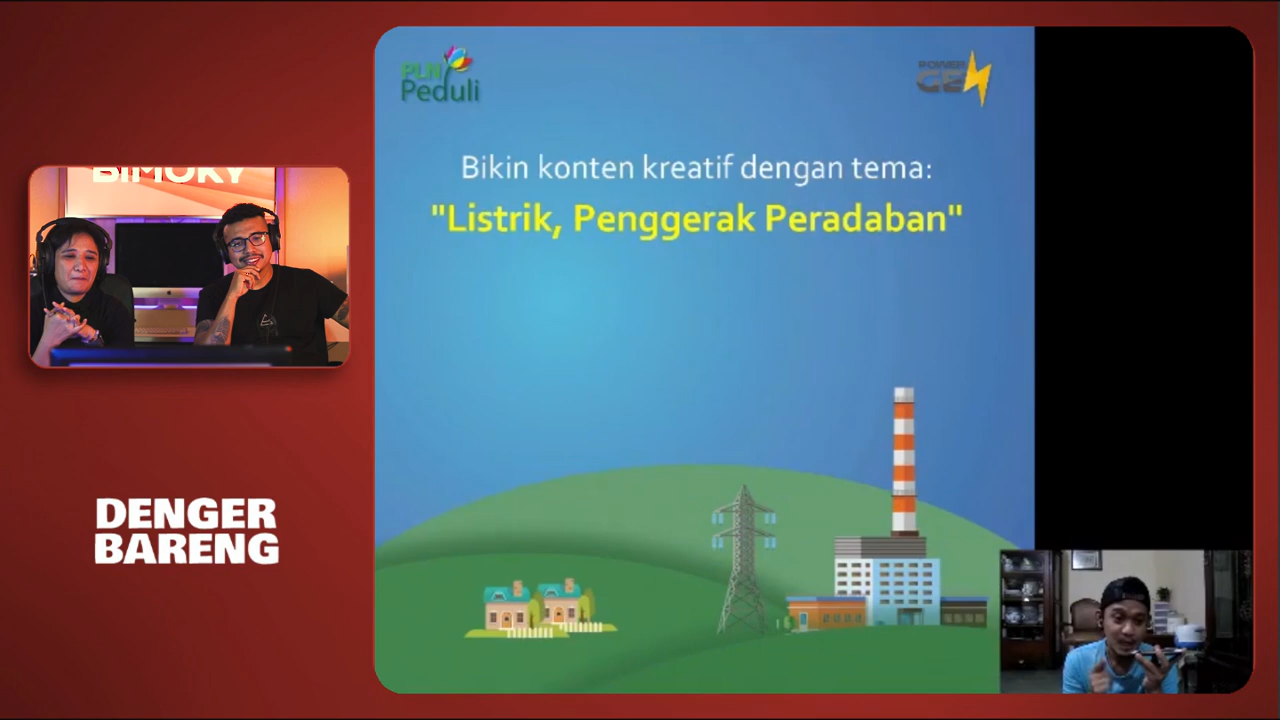 PLN
Peduli
POWER
GEN
Bikin konten kreatif dengan tema:
"Listrik, Penggerak Peradaban"
BIMOKY
DENGER
BARENG